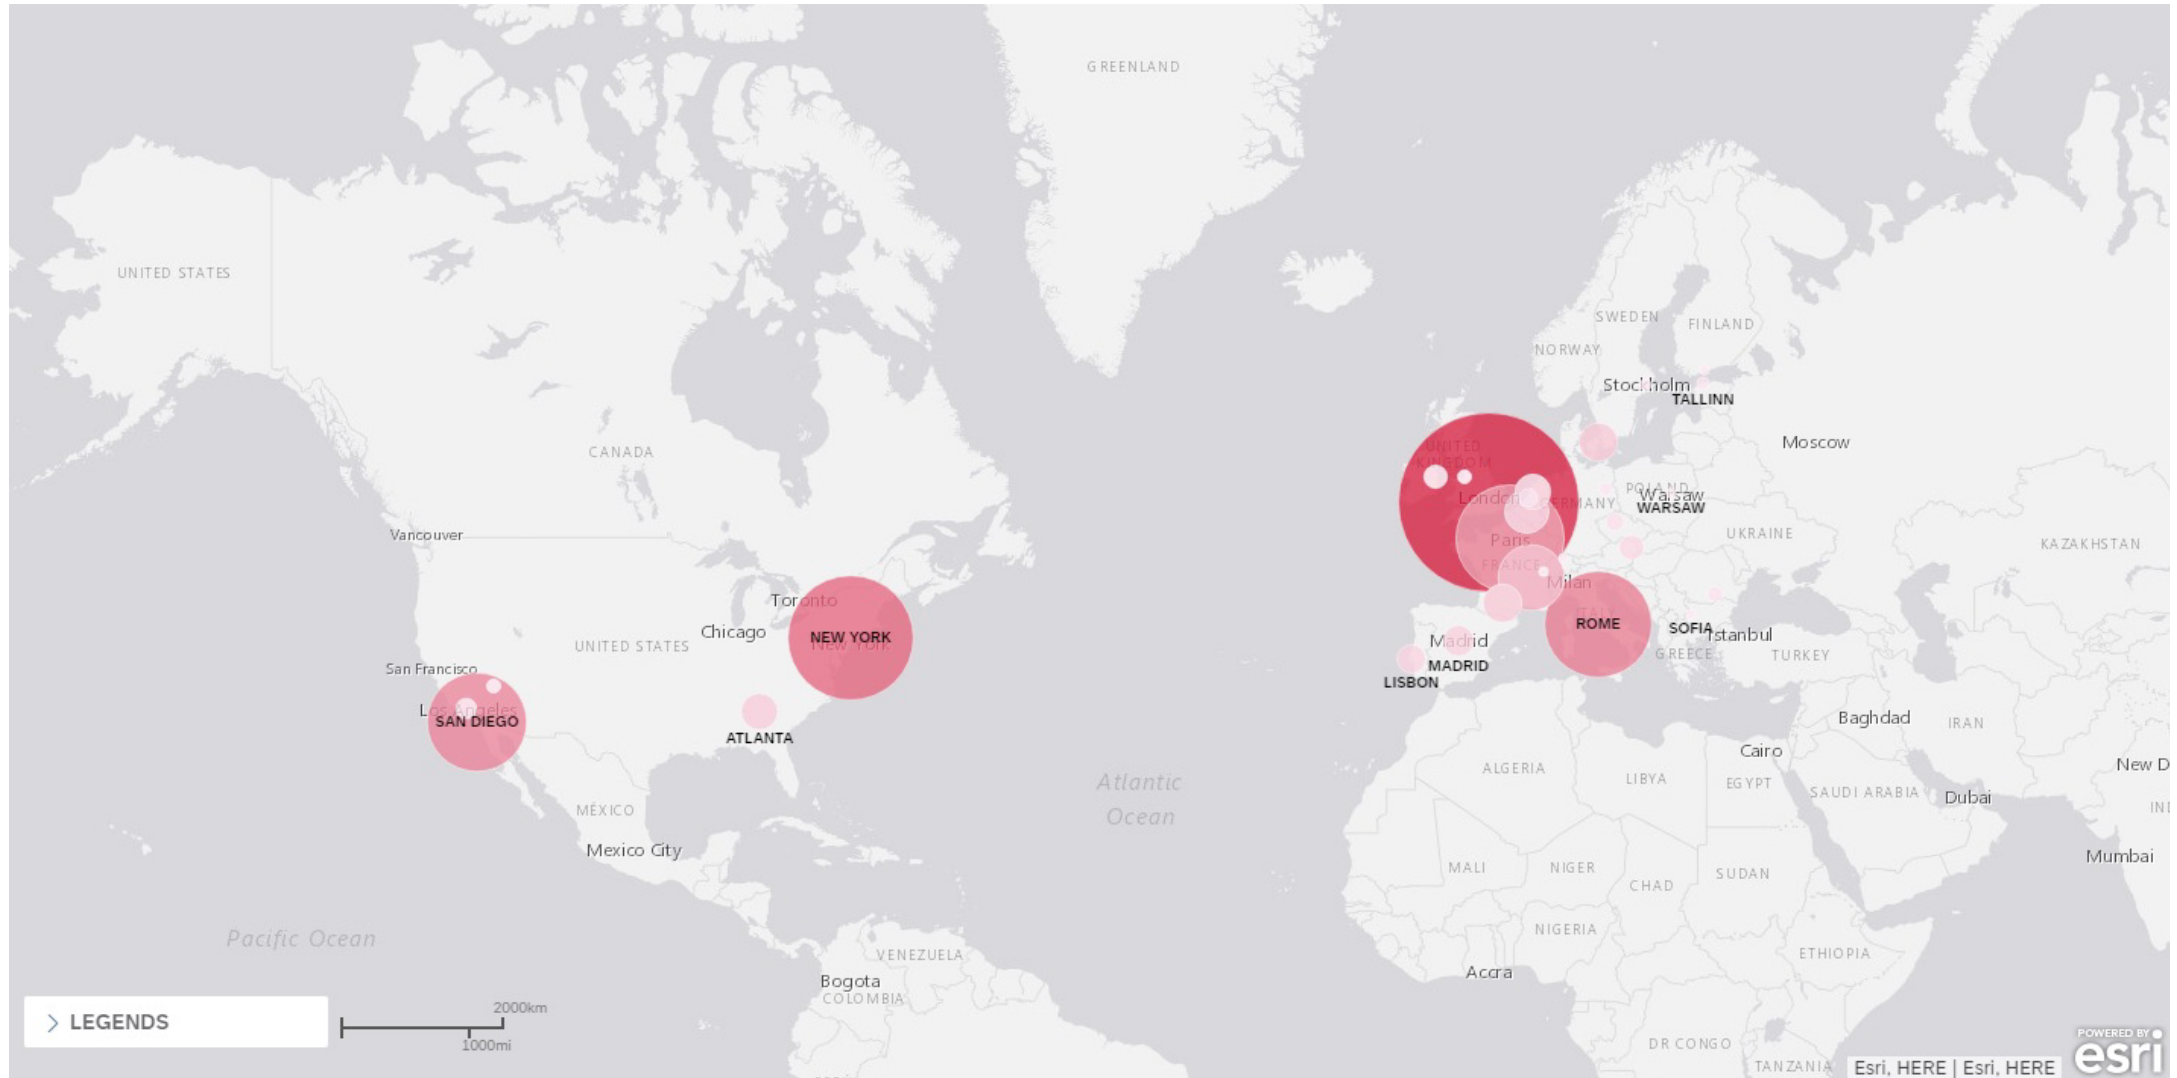 GREENLAND
UNITED STATES
SWEDEN
FINLAND
NORWAY
Stockholm
TALLINN
Moscow
CANADA
UNITED
KINGDOM
London
GERMANY
POLAND
Warsaw
WARSAW
UKRAINE
KAZAKHSTAN
Vancouver
Paris
FRANCE
Milan
Toronto
Chicago
NEW YORK
New York
UNITED STATES
ITALY
ROME
SOFIA
Istanbul
GREECE
TURKEY
Madrid
MADRID
LISBON
San Francisco
Los Angeles
SAN DIEGO
ATLANTA
Baghdad
IRAN
Cairo
New D
Atlantic
Ocean
ALGERIA
LIBYA
EGYPT
SAUDI ARABIA
Dubai
IND
MÉXICO
Mexico City
Mumbai
MALI
NIGER
CHAD
SUDAN
NIGERIA
Pacific Ocean
VENEZUELA
ETHIOPIA
Bogota
COLOMBIA
Accra
LEGENDS
2000km
1000mi
DR CONGO
TANZANIA
POWERED BY
esri
Esri, HERE | Esri, HERE